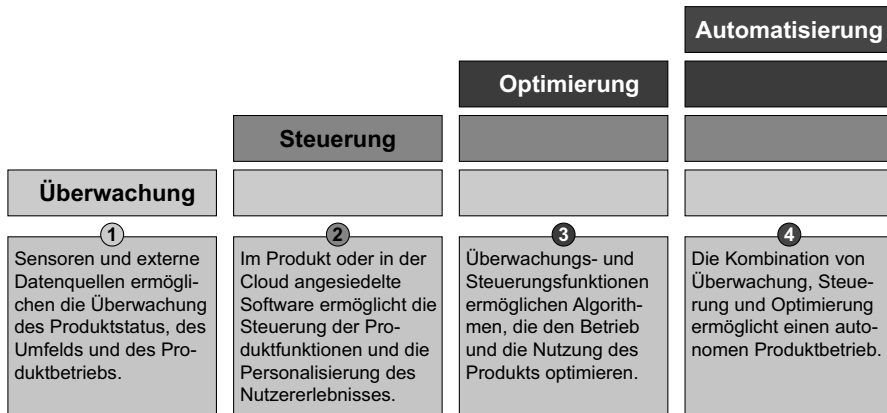 Automatisierung
Optimierung
Steuerung
Überwachung
1
Sensoren und externe
Datenquellen ermögli-
chen die Überwachung
des Produktstatus, des
Umfelds und des Pro-
duktbetriebs.
2
Im Produkt oder in der
Cloud angesiedelte
Software ermöglicht die
Steuerung der Pro-
duktfunktionen und die
Personalisierung des
Nutzererlebnisses.
3
Überwachungs- und
Steuerungsfunktionen
ermöglichen Algorith-
men, die den Betrieb
und die Nutzung des
Produkts optimieren.
4
Die Kombination von
Überwachung, Steue-
rung und Optimierung
ermöglicht einen auto-
nomen Produktbetrieb.